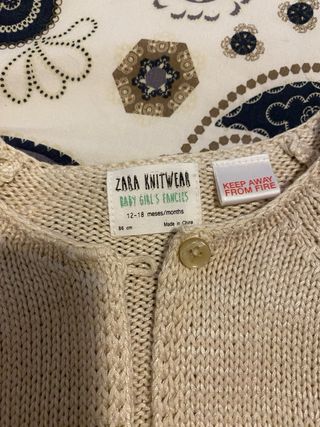 ZARA KNITWEAR
BABY GIRL'S FANCIES
12-18 meses/months
86 cm
Made in China
KEEP AWAY
FROM FIRE